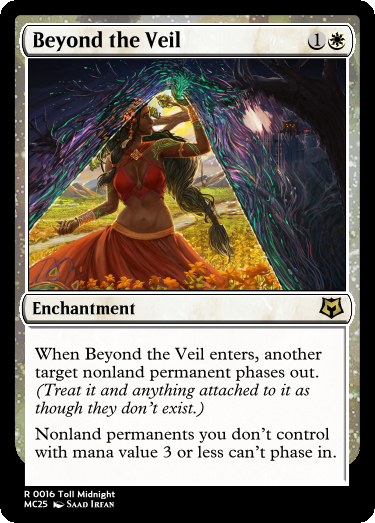 Beyond the Veil 1
Enchantment
When Beyond the Veil enters, another
target nonland permanent phases out.
(Treat it and anything attached to it as
though they don't exist.)
Nonland permanents you don't control
with mana value 3 or less can't phase in.
R 0016 Toll Midnight
MC25 Saad Irfan